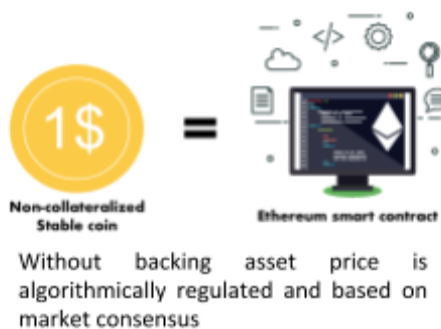 1$
=
</>
Non-collateralized
Stable coin
Ethereum smart contract
Without backing asset price is
algorithmically regulated and based on
market consensus